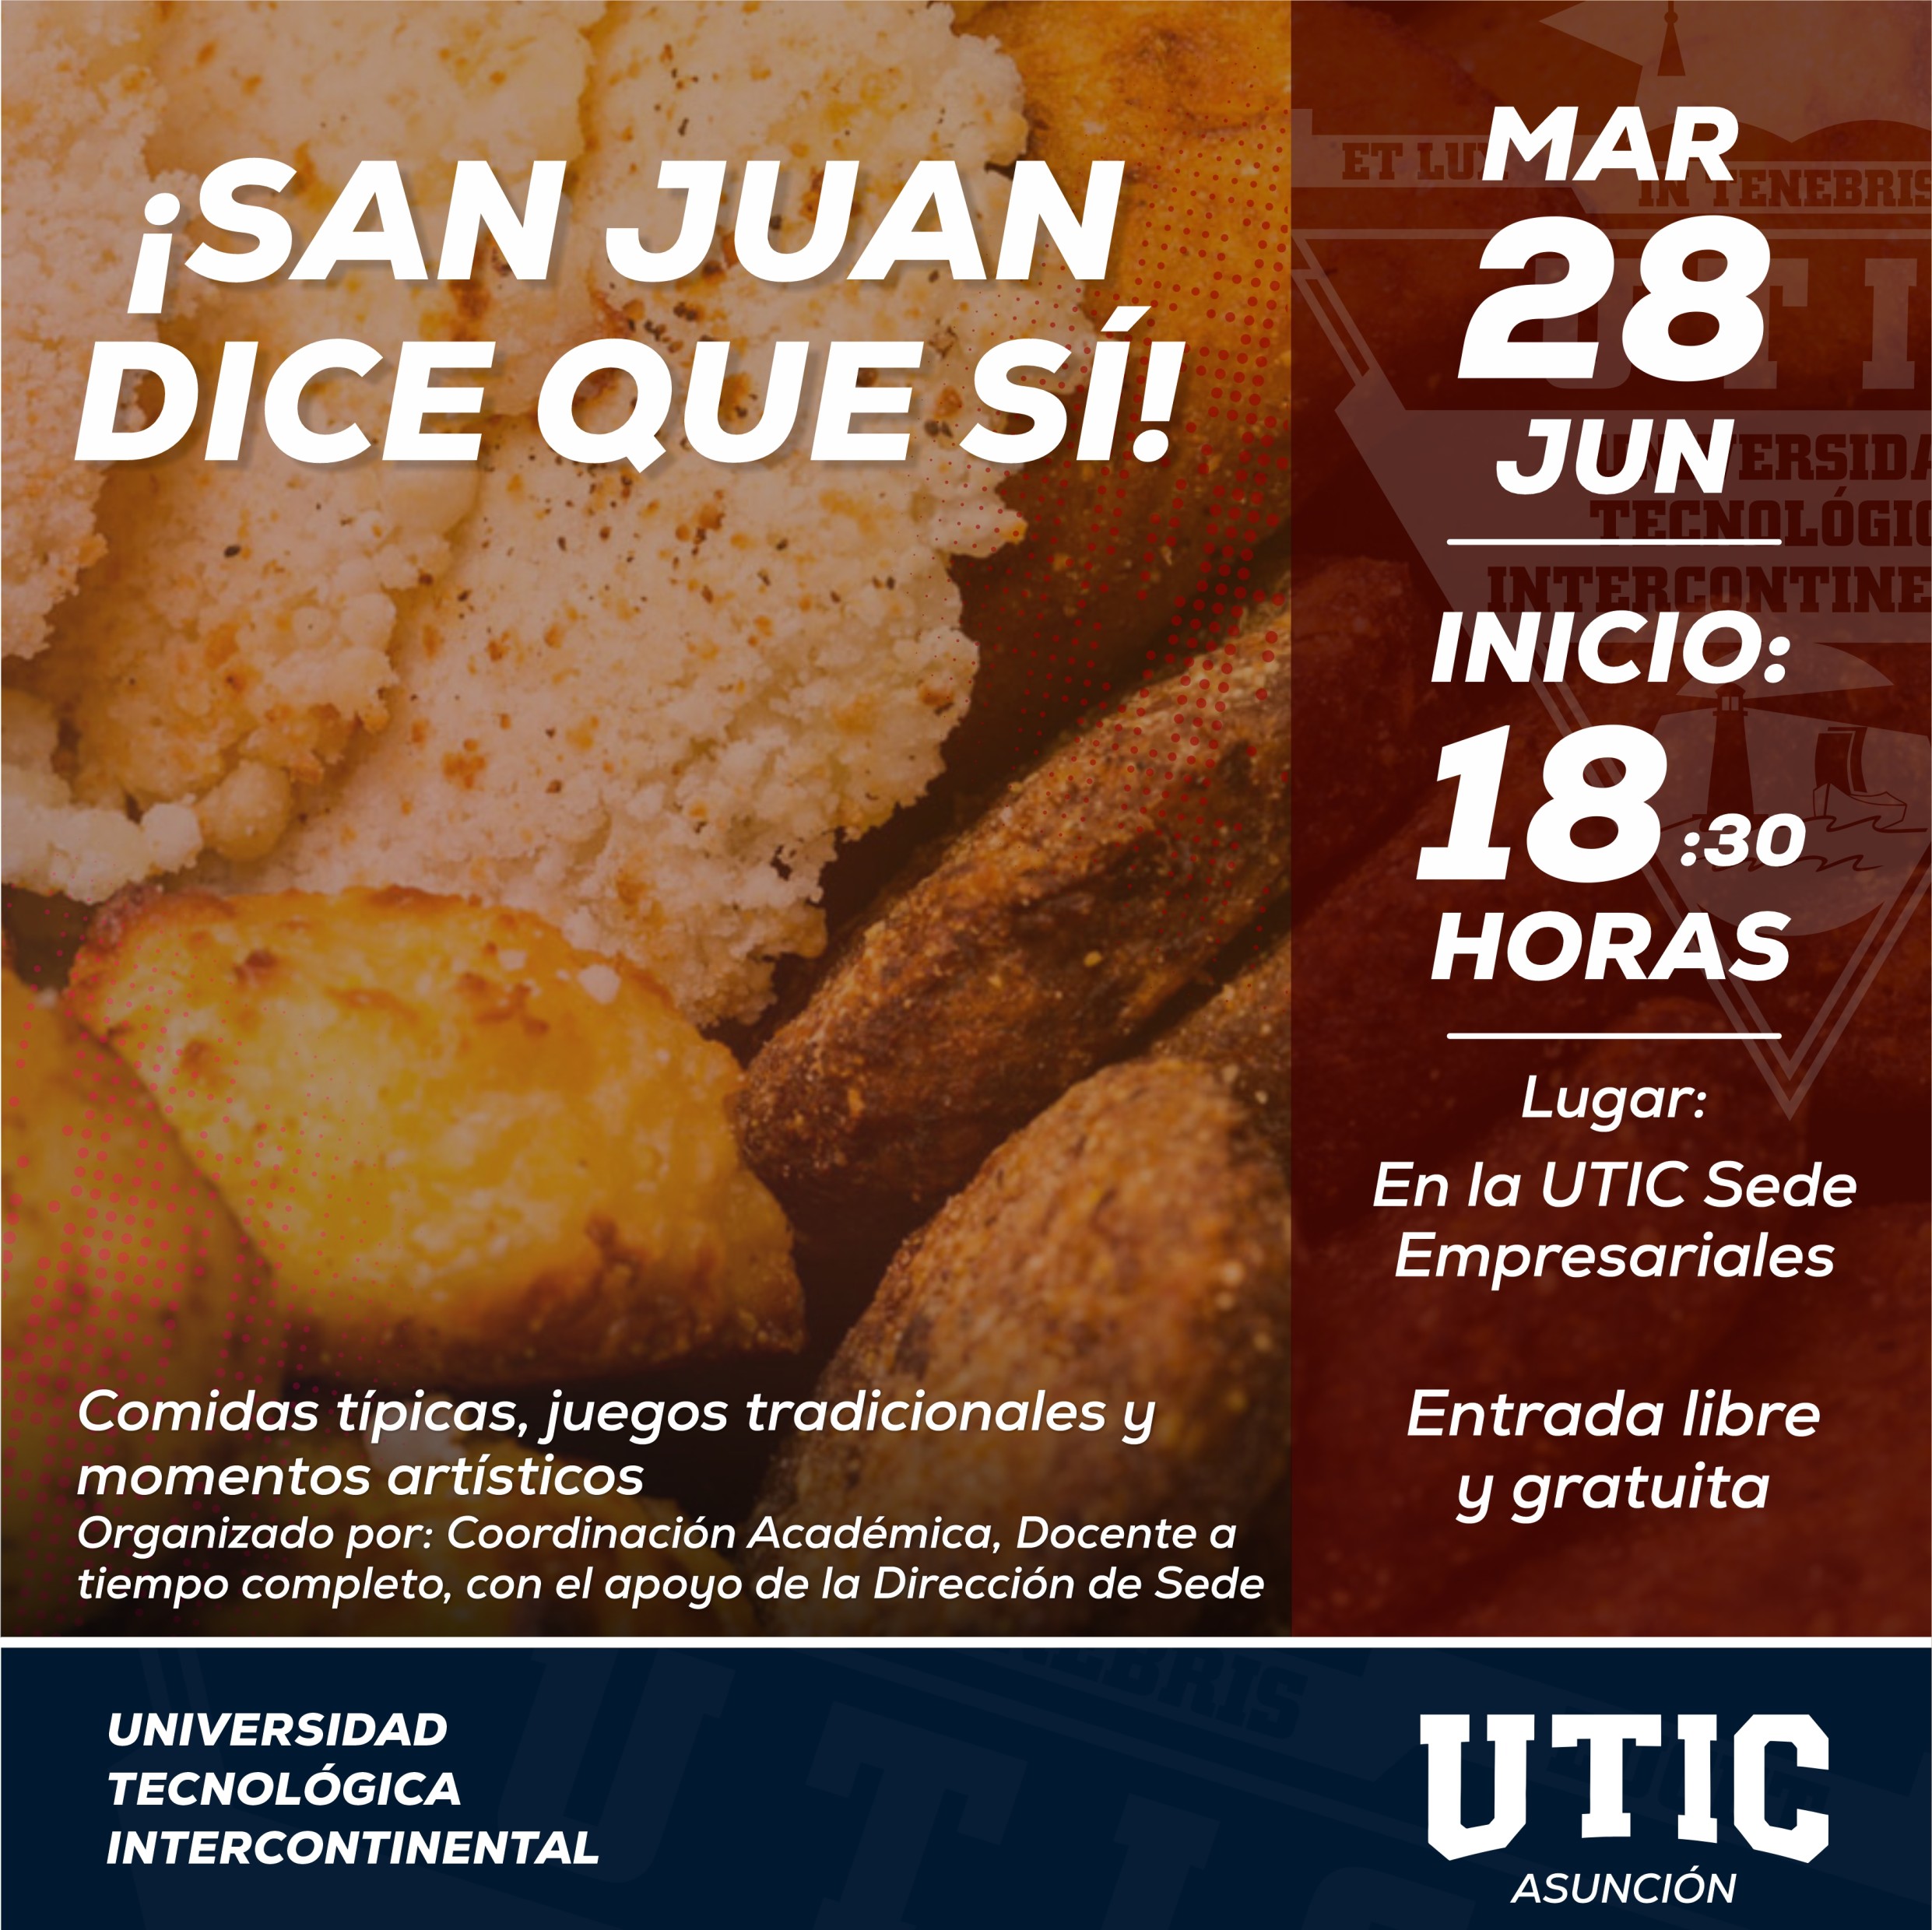 ¡SAN JUAN
DICE QUE SÍ!
MAR
28
JUN
INICIO:
18:30
HORAS
Lugar:
En la UTIC Sede
Empresariales
Entrada libre
y gratuita
Comidas típicas, juegos tradicionales y
momentos artísticos
Organizado por: Coordinación Académica, Docente a
tiempo completo, con el apoyo de la Dirección de Sede
UNIVERSIDAD
TECNOLÓGICA
INTERCONTINENTAL
UTIC
ASUNCIÓN